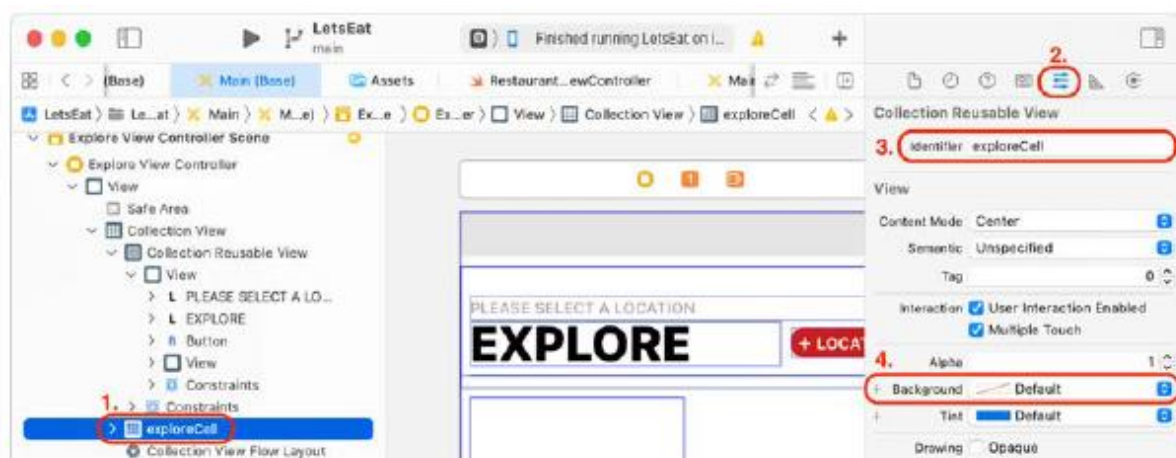 LetsEat
main
Finished running LetsEat on i...
2.
(Base)
Main (Base)
Assets
Restaurant...ewController
Mai
LetsEat
Le...at
Main
M...e)
Ex...e
Ex...er
View
Collection View
exploreCell
Explore View Controller Scene
Explore View Controller
View
Safe Area
Collection View
Collection Reusable View
View
L PLEASE SELECT A LO...
L EXPLORE
B Button
View
Constraints
1.
Constraints
exploreCell
Collection View Flow Layout
PLEASE SELECT A LOCATION
EXPLORE
+ LOCA
Collection Reusable View
3.
Identifier exploreCell
View
Content Mode Center
Semantic Unspecified
Tag 0
Interaction User Interaction Enabled
Multiple Touch
4.
Alpha 1
+ Background Default
+ Tint Default
Drawing Opaque